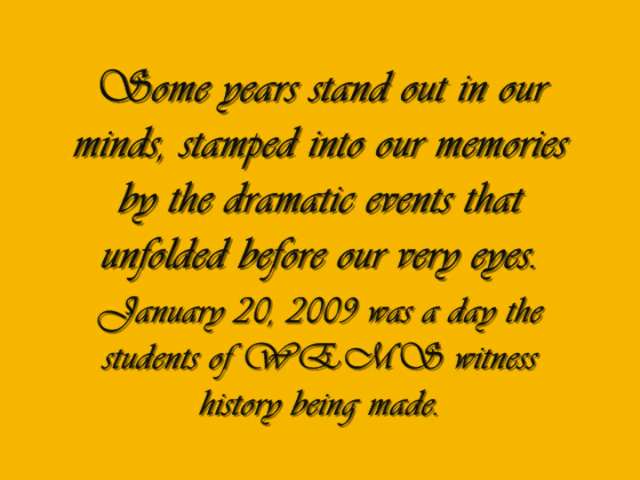 Some years stand out in our
minds, stamped into our memories
by the dramatic events that
unfolded before our very eyes.
January 20, 2009 was a day the
students of WEMS witness
history being made.